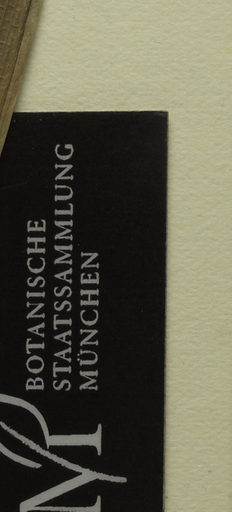 BOTANISCHE
STAATSSAMMLUNG
MÜNCHEN
M